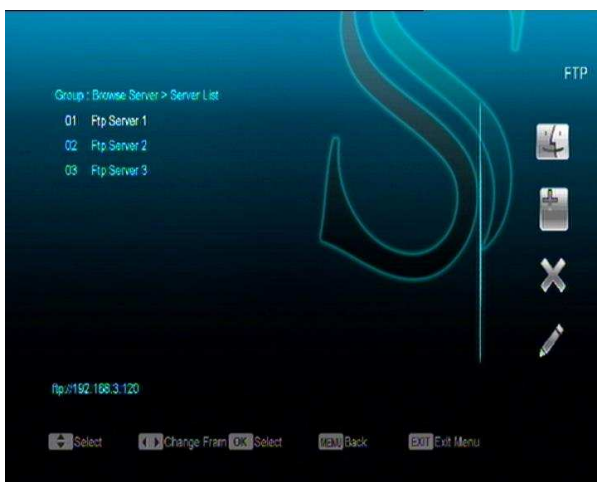 FTP
Group : Browse Server > Server List
01 Ftp Server 1
02 Ftp Server 2
03 Ftp Server 3
ftp://192.168.3.120
Select Change Fram OK Select MENU Back EXIT Exit Menu